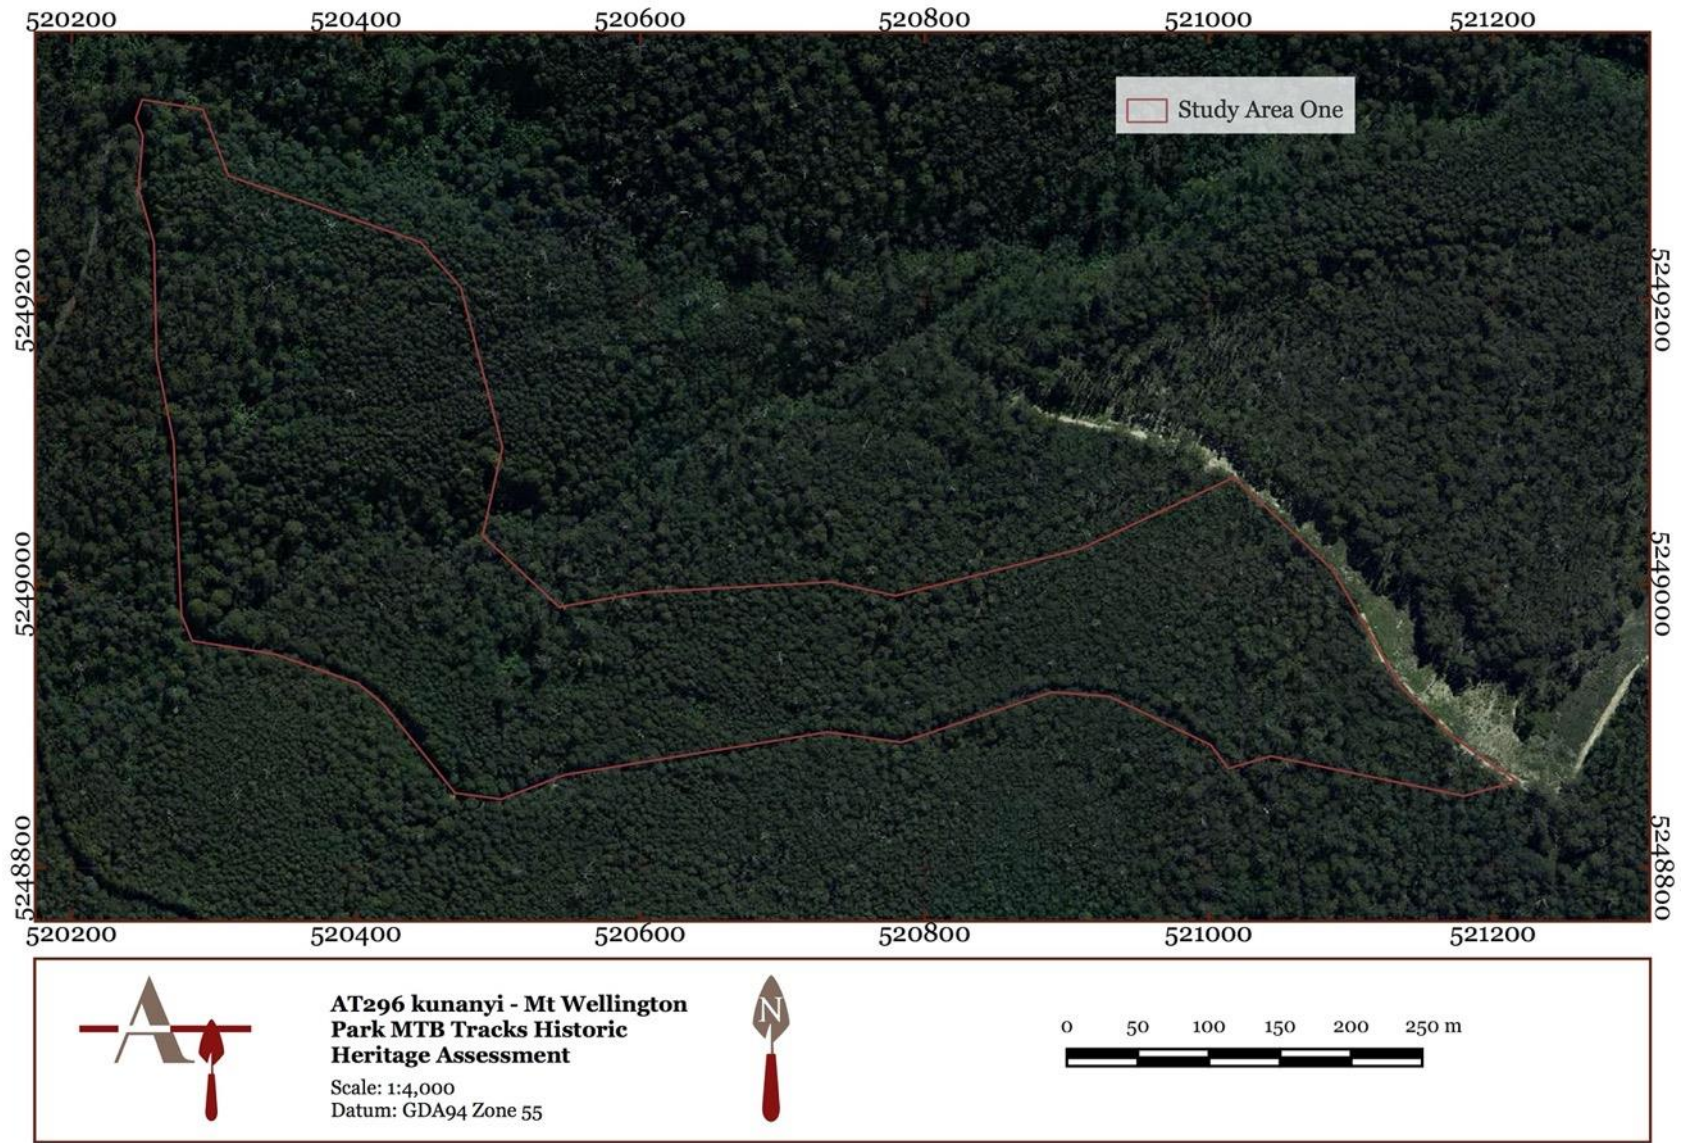 520200 520400 520600 520800 521000 521200
Study Area One
5249200 5249200
5249000 5249000
5248800 5248800
520200 520400 520600 520800 521000 521200
A
AT296 kunanyi - Mt Wellington
Park MTB Tracks Historic
Heritage Assessment
Scale: 1:4,000
Datum: GDA94 Zone 55
N
0 50 100 150 200 250 m